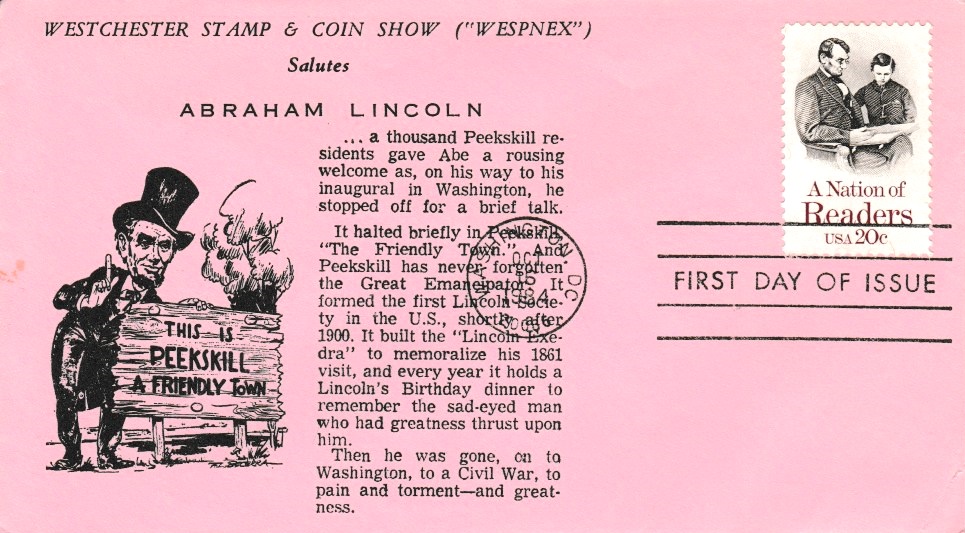 WESTCHESTER STAMP & COIN SHOW ("WESPNEX")
Salutes
ABRAHAM LINCOLN
... a thousand Peekskill re-
sidents gave Abe a rousing
welcome as, on his way to his
inaugural in Washington, he
stopped off for a brief talk.
It halted briefly in Peekskill,
"The Friendly Town." And
Peekskill has never forgotten
the Great Emancipator. It
formed the first Lincoln Socie-
ty in the U.S., shortly after
1900. It built the "Lincoln Exe-
dra" to memorialize his 1861
visit, and every year it holds a
Lincoln's Birthday dinner to
remember the sad-eyed man
who had greatness thrust upon
him.
Then he was gone, on to
Washington, to a Civil War, to
pain and torment—and great-
ness.
THIS IS
PEEKSKILL
A FRIENDLY TOWN
A Nation of
Readers
USA 20c
WASHINGTON, DC
OCT
1984
FIRST DAY OF ISSUE